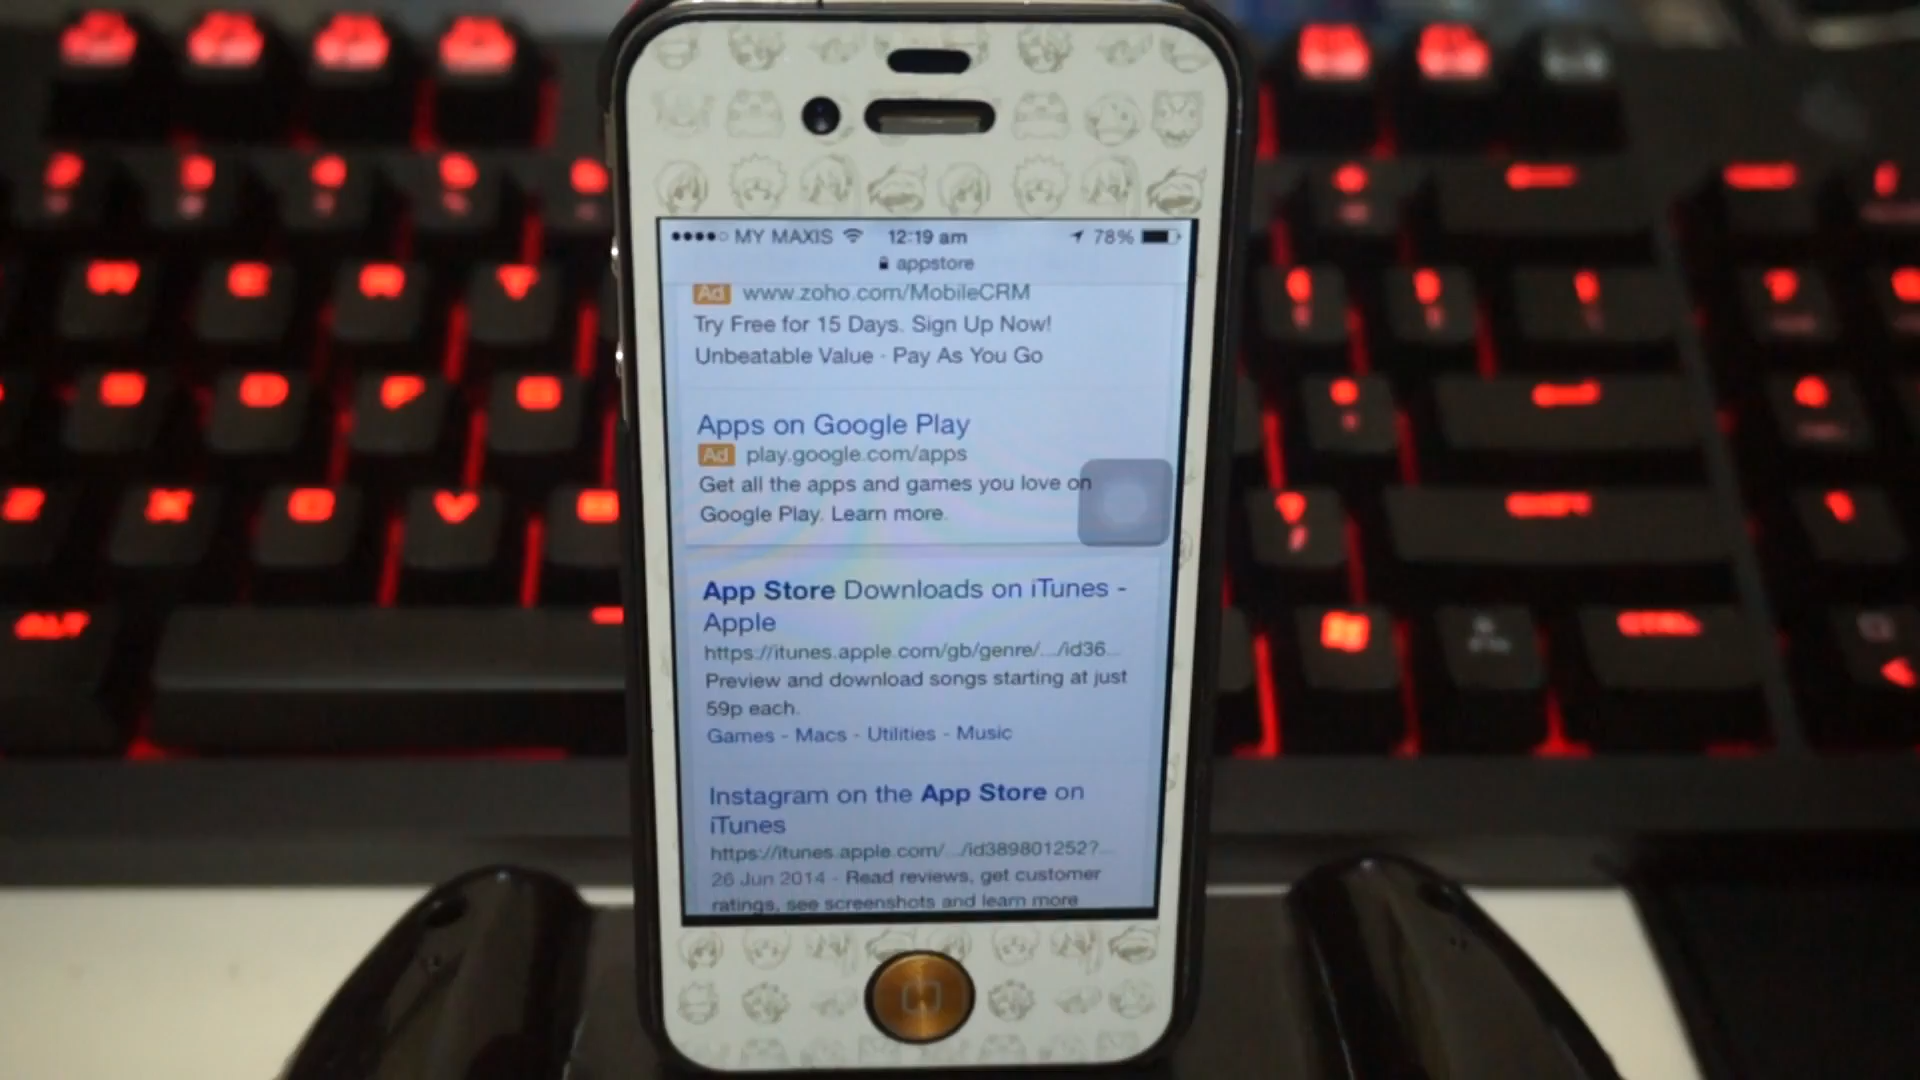 MY MAXIS 12:19 am 78%
appstore
Ad www.zoho.com/MobileCRM
Try Free for 15 Days. Sign Up Now!
Unbeatable Value - Pay As You Go
Apps on Google Play
Ad play.google.com/apps
Get all the apps and games you love on
Google Play. Learn more.
App Store Downloads on iTunes -
Apple
https://itunes.apple.com/gb/genre/.../id36...
Preview and download songs starting at just
59p each.
Games - Macs - Utilities - Music
Instagram on the App Store on
iTunes
https://itunes.apple.com/.../id389801252?...
26 Jun 2014 - Read reviews, get customer
ratings, see screenshots and learn more
ALT